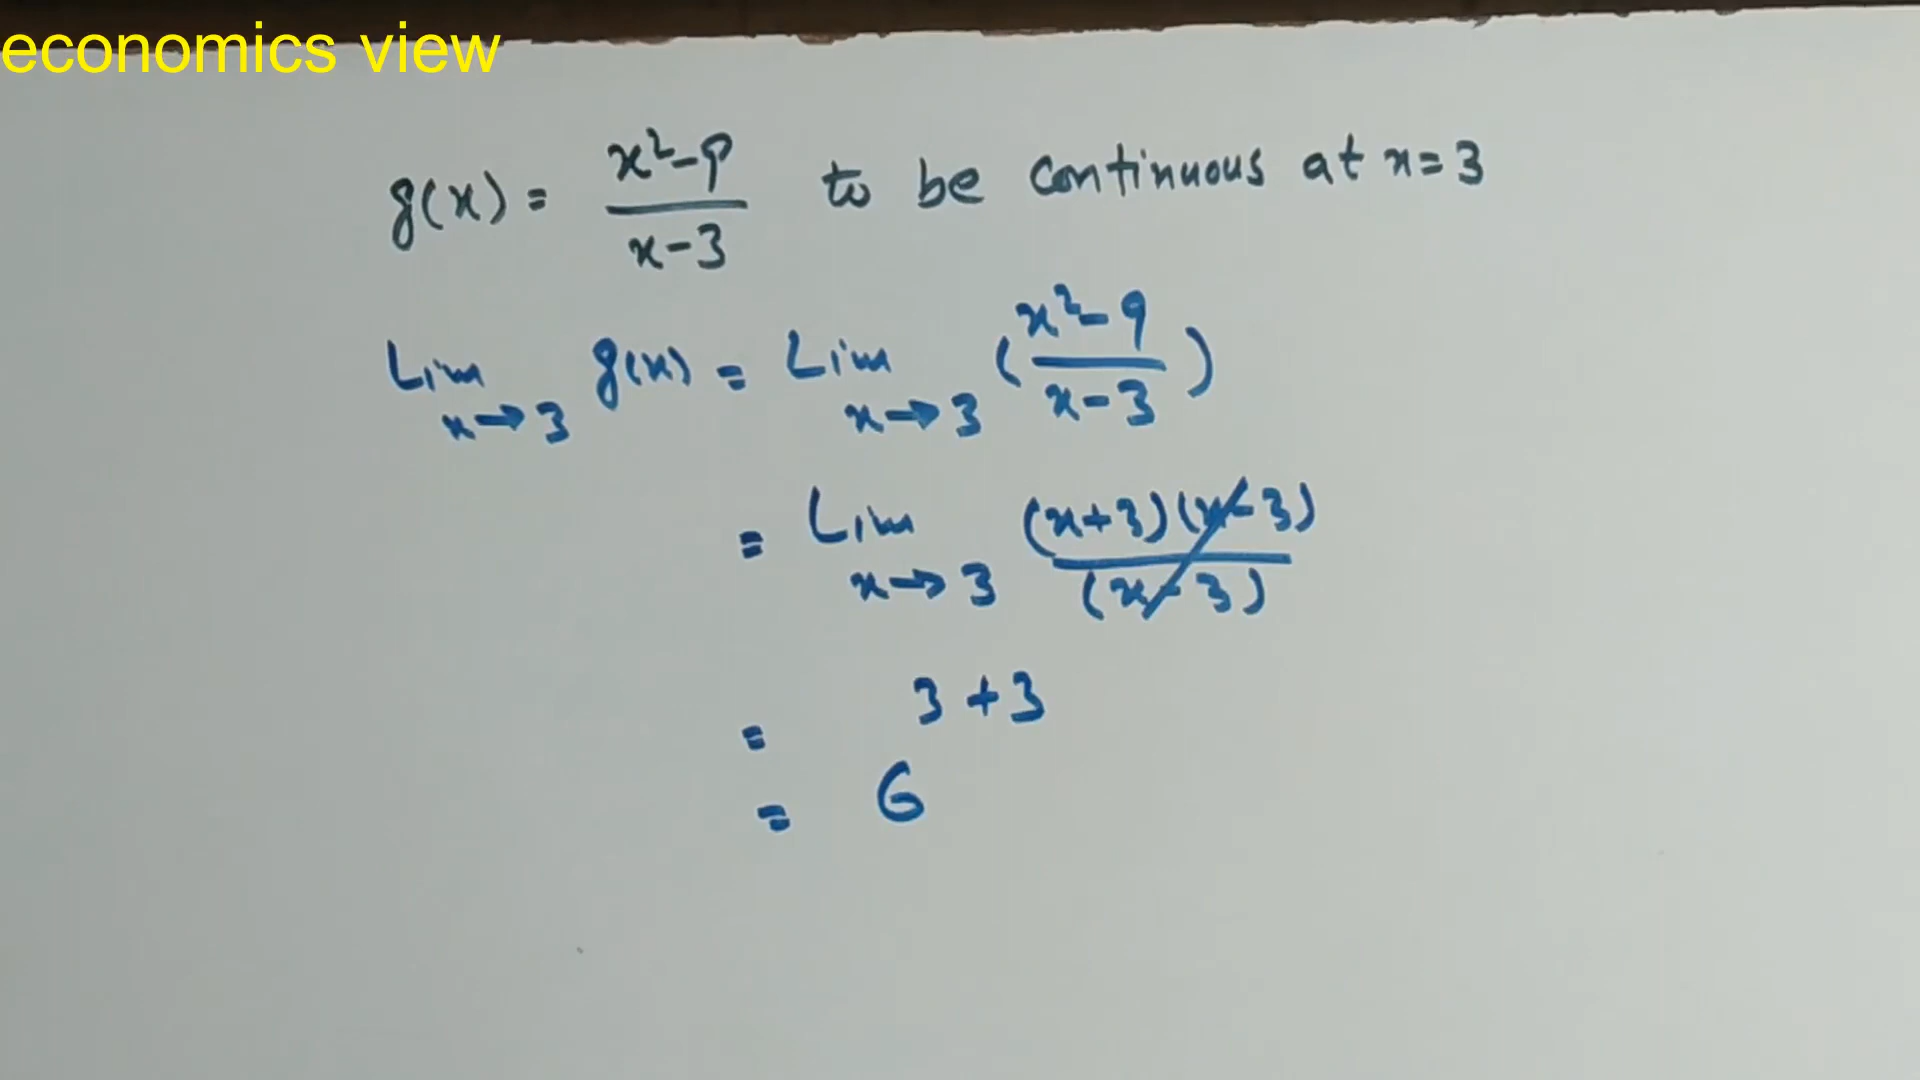 economics view
g(x) = x²-9 / x-3 to be continuous at x=3
Lim x→3 g(x) = Lim x→3 (x²-9 / x-3)
= Lim x→3 (x+3)(x-3) / (x-3)
= 3+3
= 6